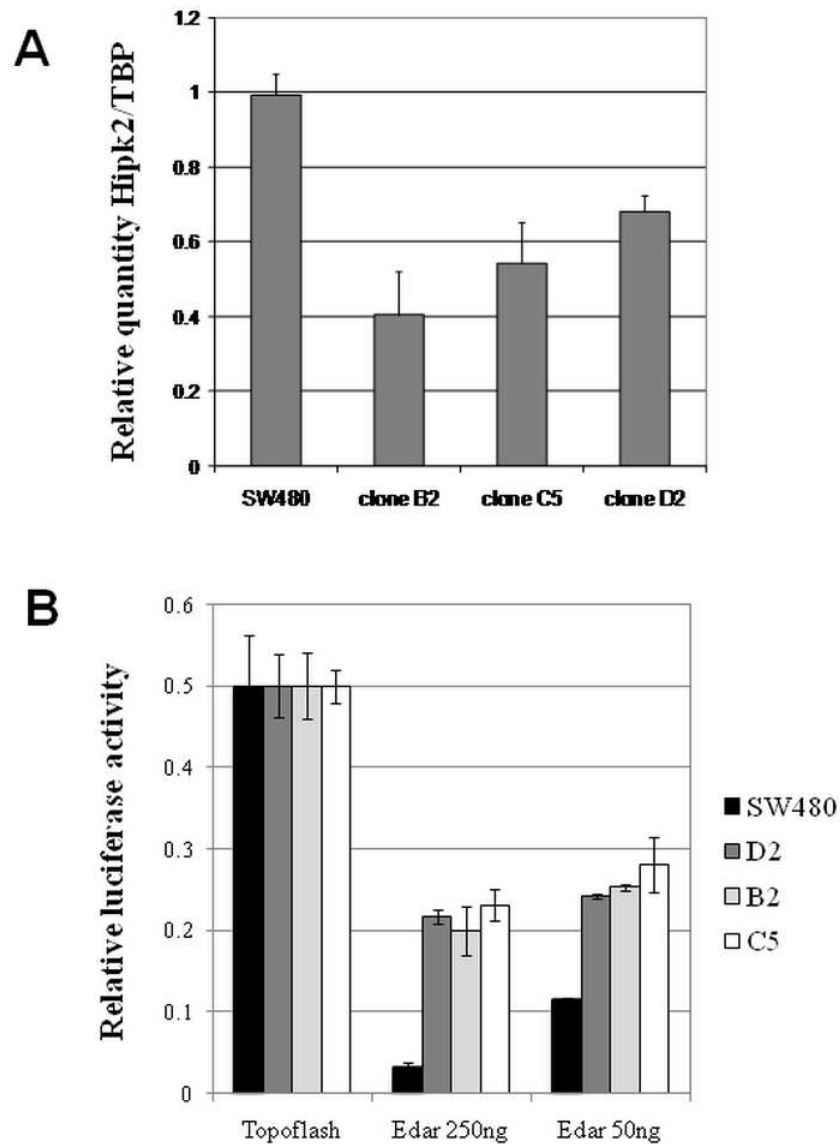 A
Relative quantity Hipk2/TBP
1.2
1
0.8
0.6
0.4
0.2
0
SW480 clone B2 clone C5 clone D2
B
Relative luciferase activity
0.6
0.5
0.4
0.3
0.2
0.1
0
Topoflash Edar 250ng Edar 50ng
SW480
D2
B2
C5